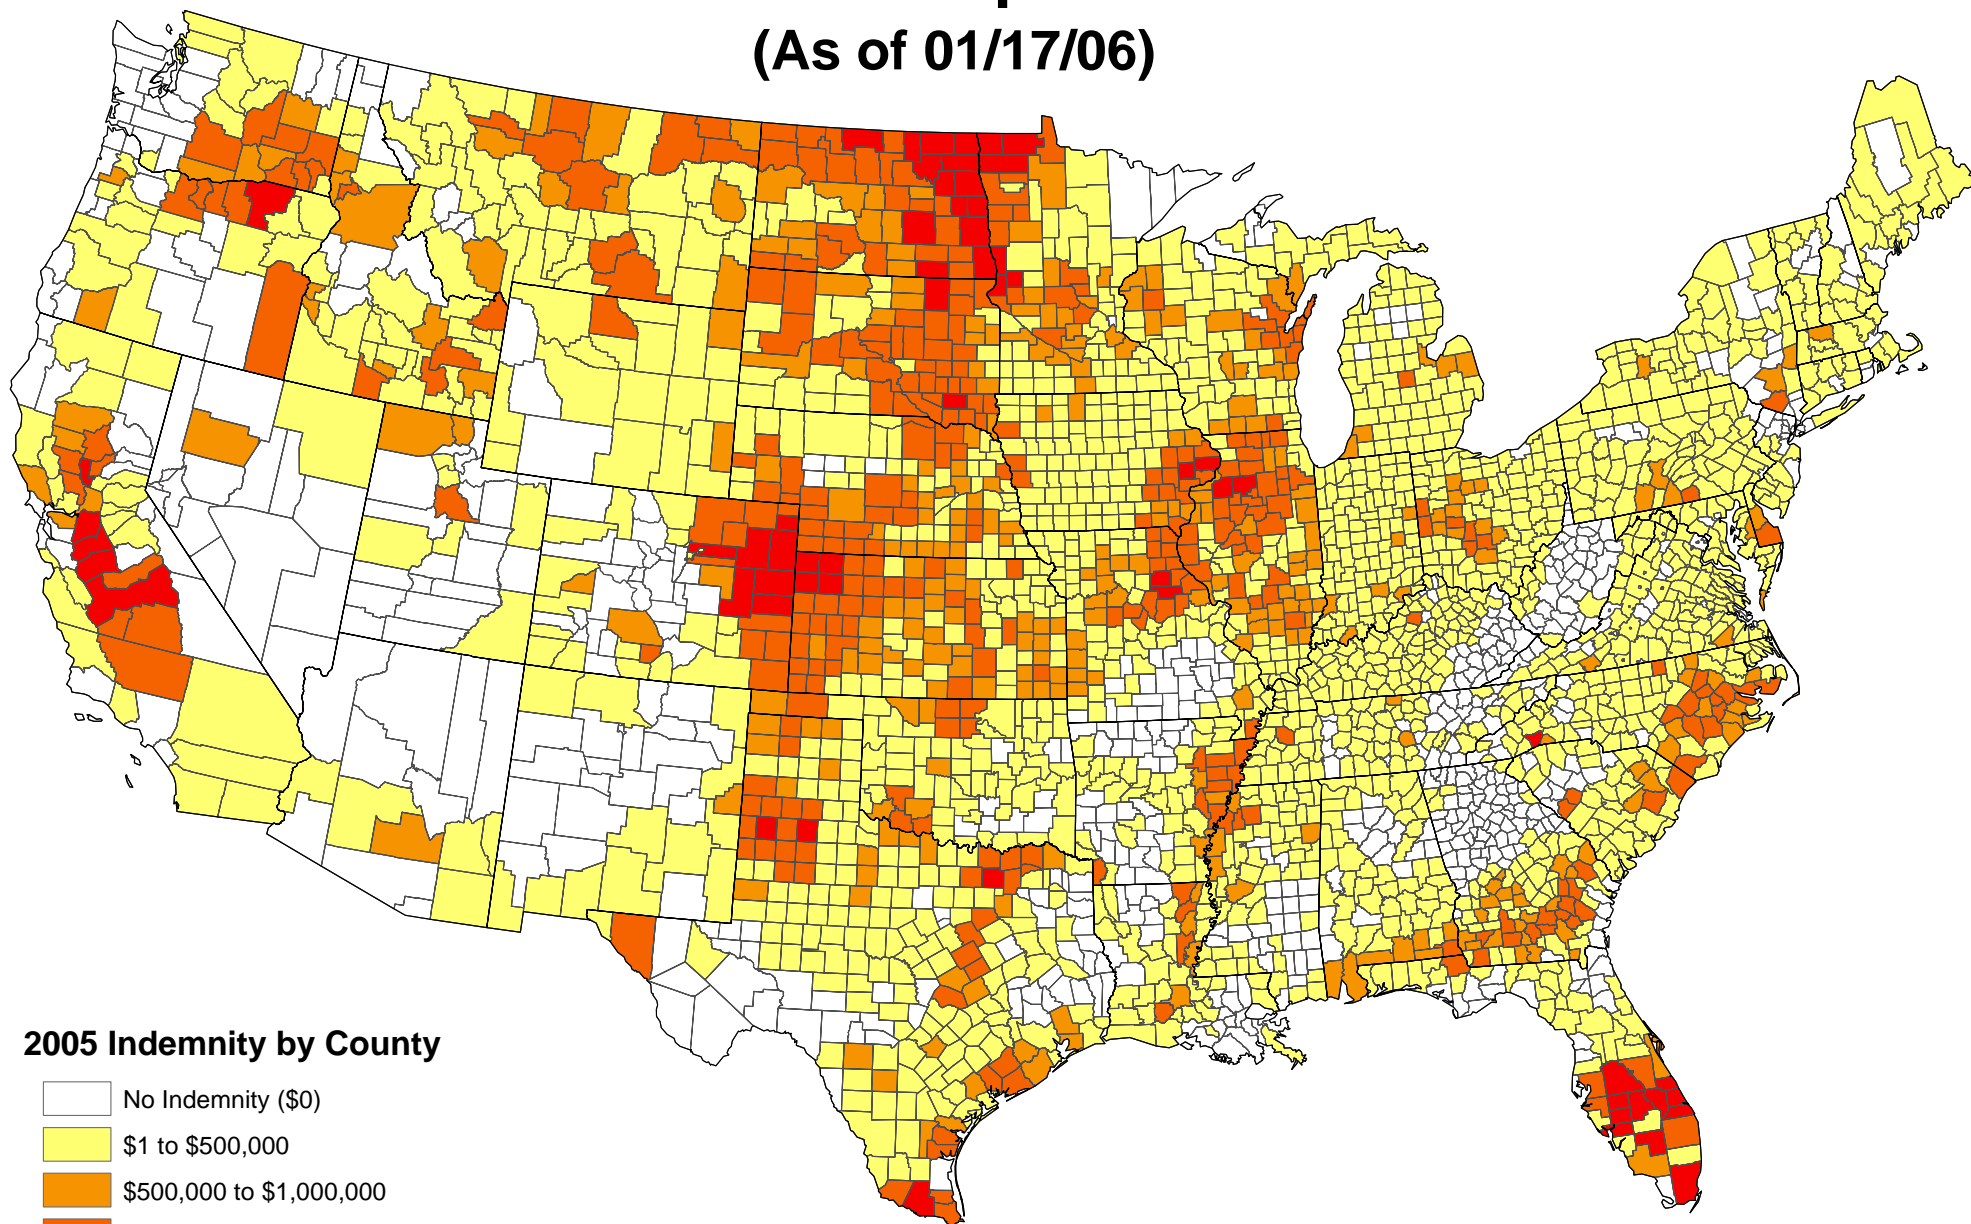 (As of 01/17/06)
2005 Indemnity by County
No Indemnity ($0)
$1 to $500,000
$500,000 to $1,000,000